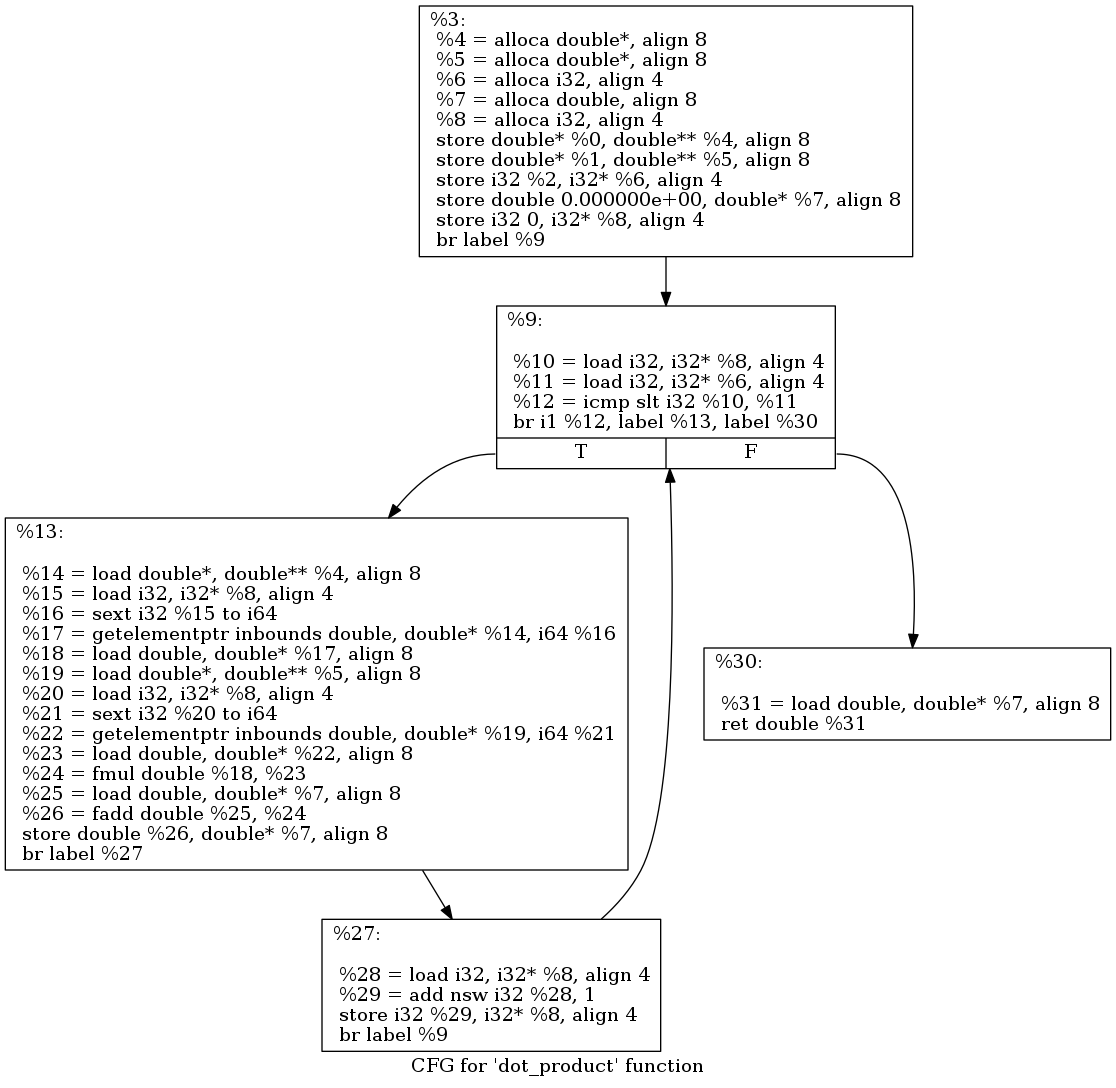 %3:
%4 = alloca double*, align 8
%5 = alloca double*, align 8
%6 = alloca i32, align 4
%7 = alloca double, align 8
%8 = alloca i32, align 4
store double* %0, double** %4, align 8
store double* %1, double** %5, align 8
store i32 %2, i32* %6, align 4
store double 0.000000e+00, double* %7, align 8
store i32 0, i32* %8, align 4
br label %9
%9:
%10 = load i32, i32* %8, align 4
%11 = load i32, i32* %6, align 4
%12 = icmp slt i32 %10, %11
br i1 %12, label %13, label %30
T
F
%13:
%14 = load double*, double** %4, align 8
%15 = load i32, i32* %8, align 4
%16 = sext i32 %15 to i64
%17 = getelementptr inbounds double, double* %14, i64 %16
%18 = load double, double* %17, align 8
%19 = load double*, double** %5, align 8
%20 = load i32, i32* %8, align 4
%21 = sext i32 %20 to i64
%22 = getelementptr inbounds double, double* %19, i64 %21
%23 = load double, double* %22, align 8
%24 = fmul double %18, %23
%25 = load double, double* %7, align 8
%26 = fadd double %25, %24
store double %26, double* %7, align 8
br label %27
%30:
%31 = load double, double* %7, align 8
ret double %31
%27:
%28 = load i32, i32* %8, align 4
%29 = add nsw i32 %28, 1
store i32 %29, i32* %8, align 4
br label %9
CFG for 'dot_product' function